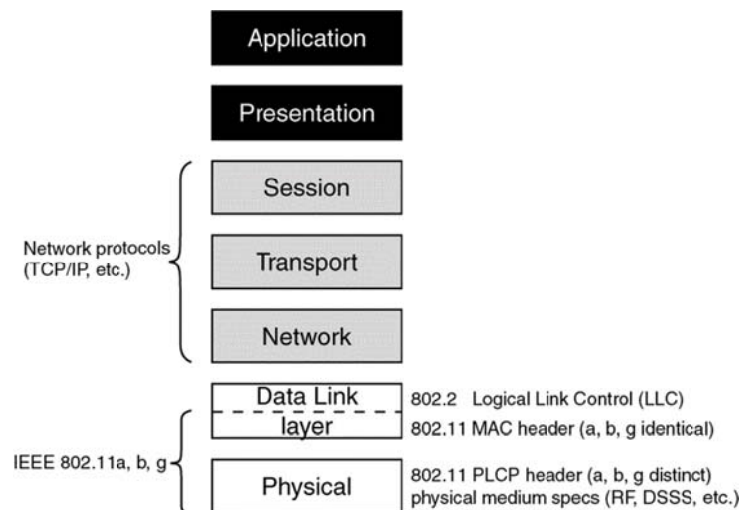 Application
Presentation
Session
Network protocols
(TCP/IP, etc.)
Transport
Network
Data Link
802.2 Logical Link Control (LLC)
layer
802.11 MAC header (a, b, g identical)
IEEE 802.11a, b, g
Physical
802.11 PLCP header (a, b, g distinct)
physical medium specs (RF, DSSS, etc.)